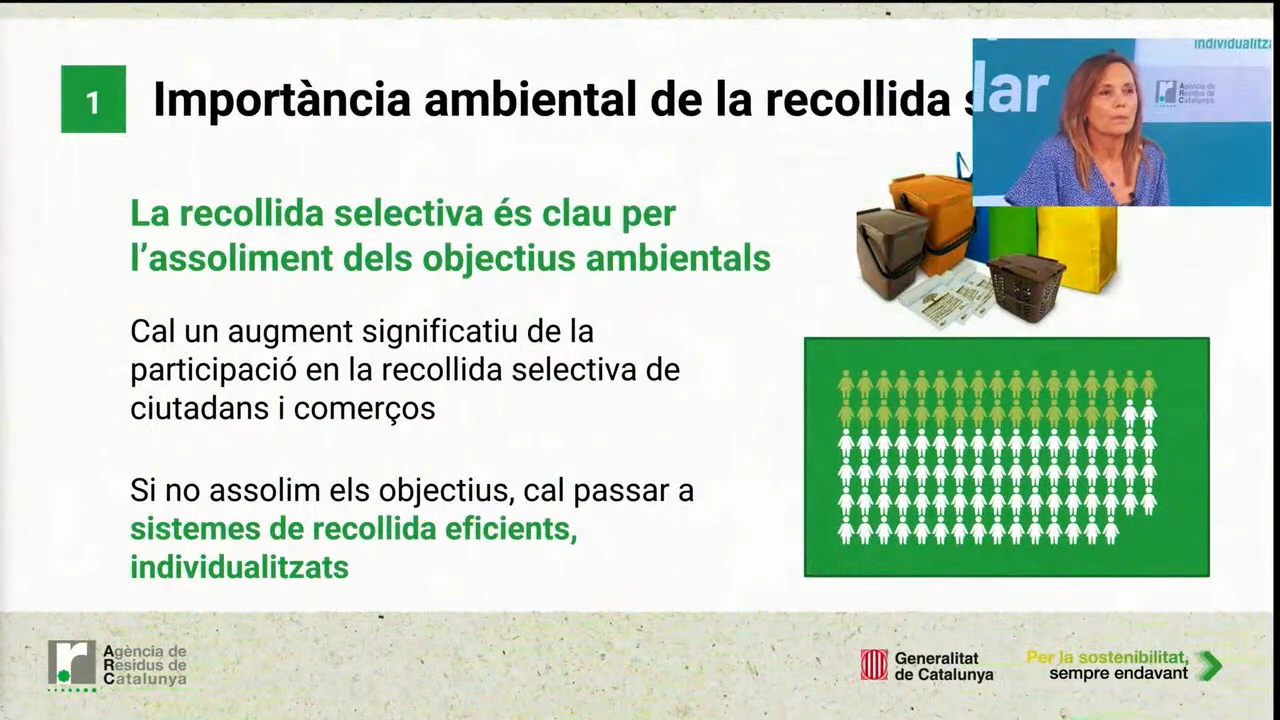 1
Importància ambiental de la recollida
lar
individualitz
Agència de
Residus de
Catalunya
La recollida selectiva és clau per
l’assoliment dels objectius ambientals
Cal un augment significatiu de la
participació en la recollida selectiva de
ciutadans i comerços
Si no assolim els objectius, cal passar a
sistemes de recollida eficients,
individualitzats
Agència de
Residus de
Catalunya
Generalitat
de Catalunya
Per la sostenibilitat,
sempre endavant